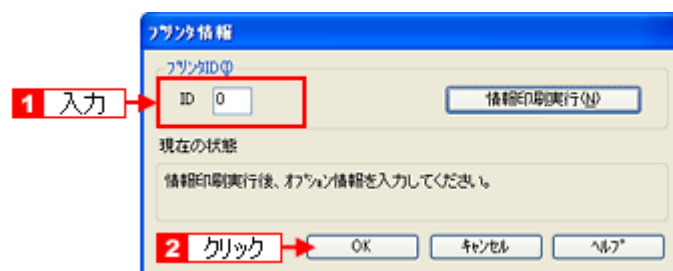 プリンタ情報
プリンタID(I)
1 入力
ID 0
情報印刷実行(N)
現在の状態
情報印刷実行後、オプション情報を入力してください。
2 クリック
OK キャンセル ヘルプ